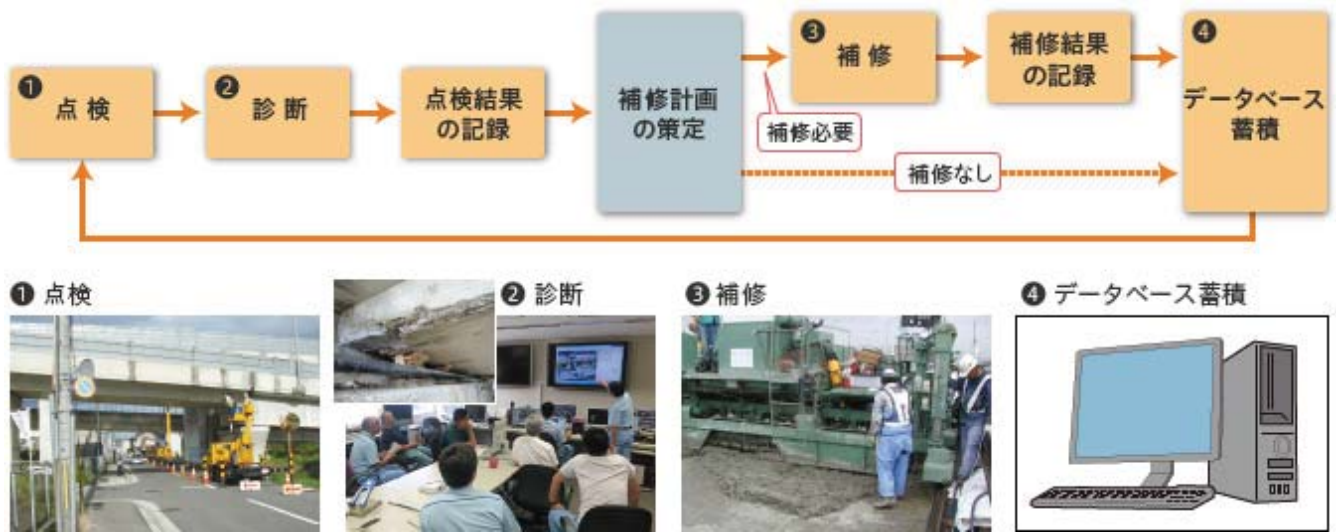 ❶
点 検
❷
診 断
点検結果
の記録
補修計画
の策定
❸
補 修
補修結果
の記録
❹
データベース
蓄積
補修必要
補修なし
❶ 点検
❷ 診断
❸ 補修
❹ データベース蓄積